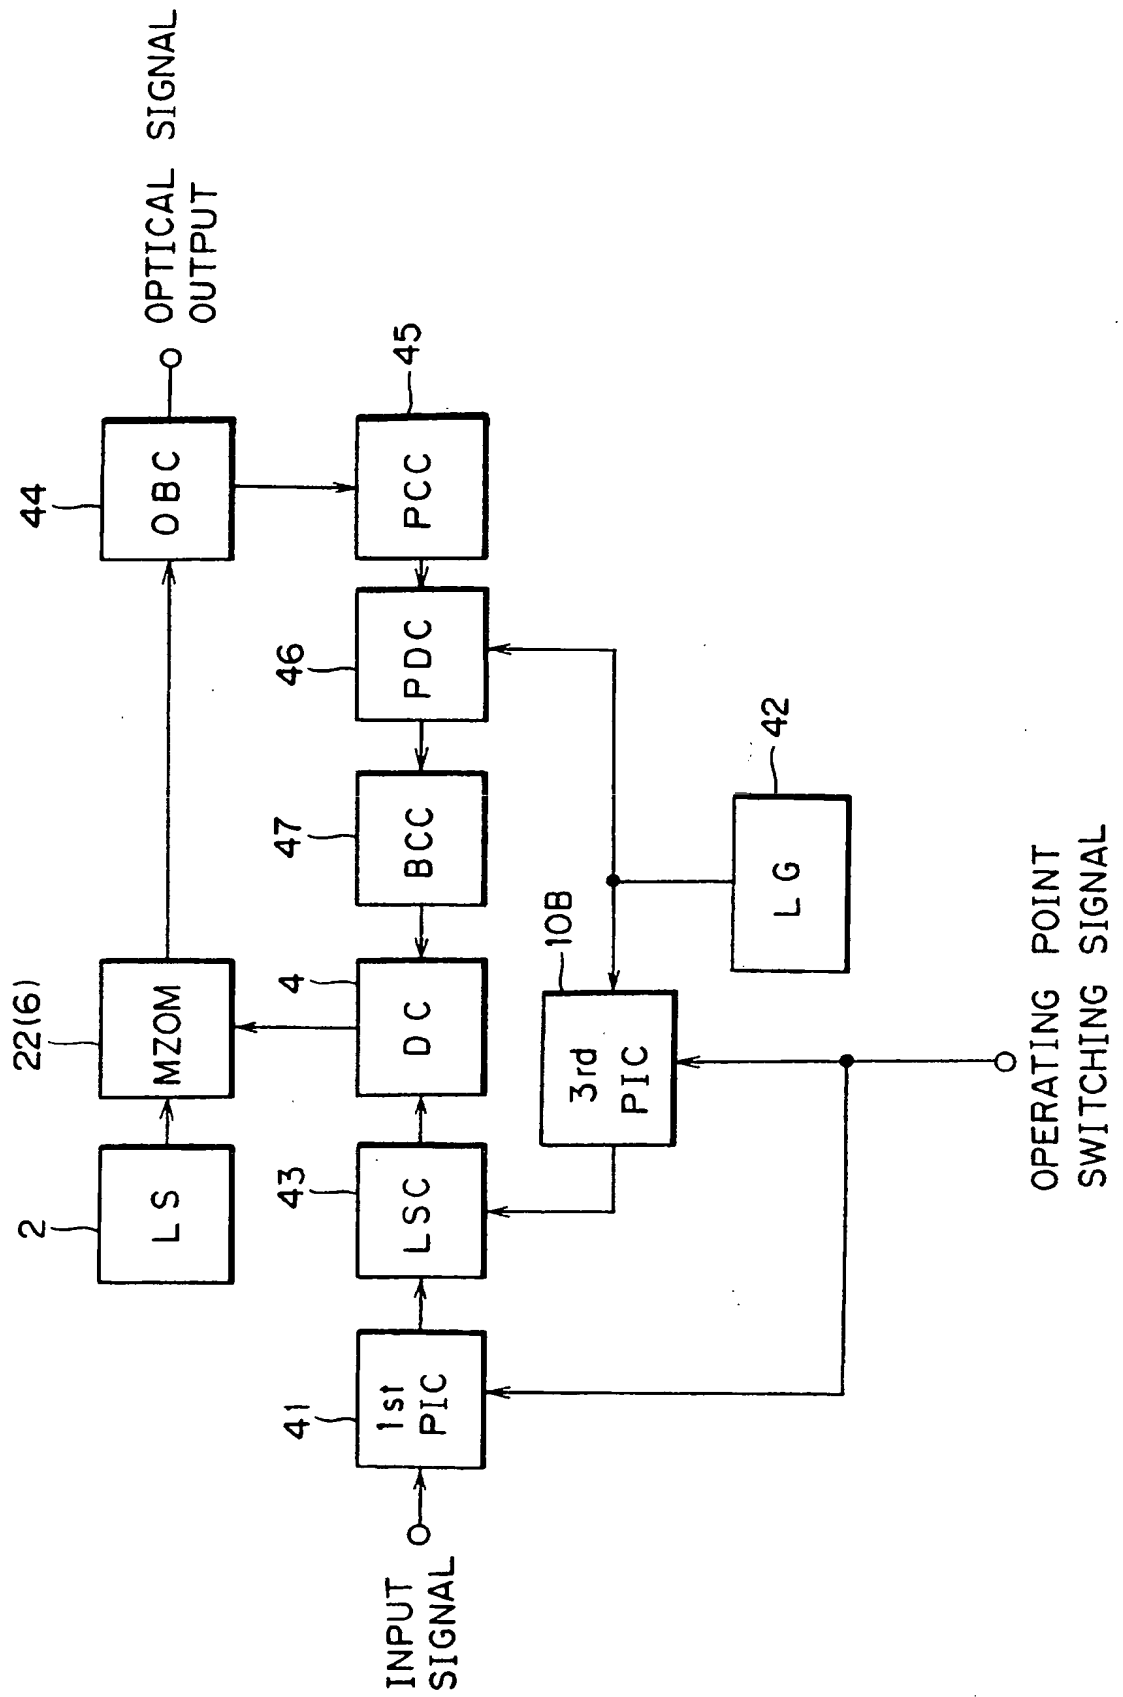 44
OBC
OPTICAL SIGNAL
OUTPUT
22(6)
MZOM
2
LS
45
PCC
46
PDC
47
BCC
4
DC
43
LSC
41
1st
PIC
INPUT
SIGNAL
10B
3rd
PIC
42
LG
OPERATING POINT
SWITCHING SIGNAL